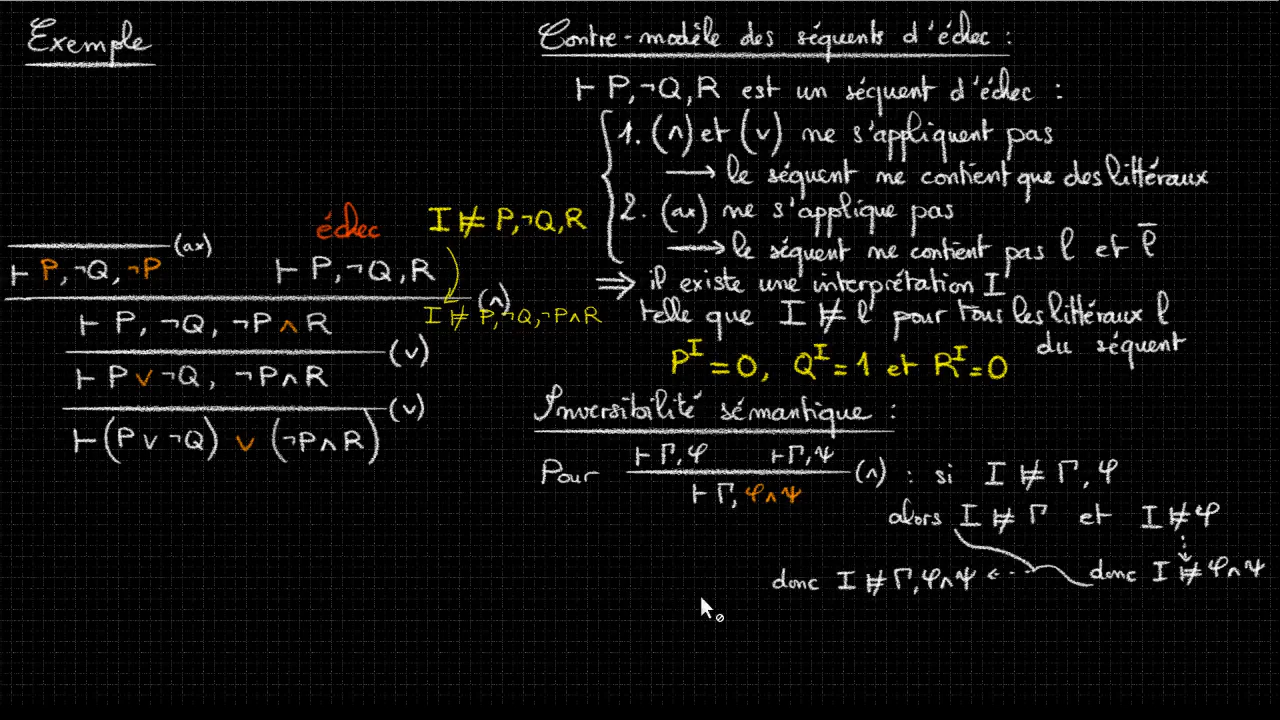 Exemple
échec
I ⊭ P,¬Q,R
(ax)
⊢ P,¬Q,¬P
⊢ P,¬Q,R
(∧)
⊢ P, ¬Q, ¬P ∧ R
I ⊭ P,¬Q,¬P∧R
(∨)
⊢ P ∨ ¬Q, ¬P∧R
(∨)
⊢ (P ∨ ¬Q) ∨ (¬P∧R)
Contre-modèle des séquents d'échec :
⊢ P,¬Q,R est un séquent d'échec :
1. (∧) et (∨) ne s'appliquent pas
→ le séquent ne contient que des littéraux
2. (ax) ne s'applique pas
→ le séquent ne contient pas l et l̄
⇒ il existe une interprétation I
telle que I ⊭ l pour tous les littéraux l
du séquent
P^I = 0, Q^I = 1 et R^I = 0
Inversibilité sémantique :
⊢ Γ, φ ⊢ Γ, ψ
Pour (∧) : si I ⊭ Γ, φ
⊢ Γ, φ∧ψ
alors I ⊭ Γ et I ⊭ φ
donc I ⊭ φ∧ψ
donc I ⊭ Γ, φ∧ψ